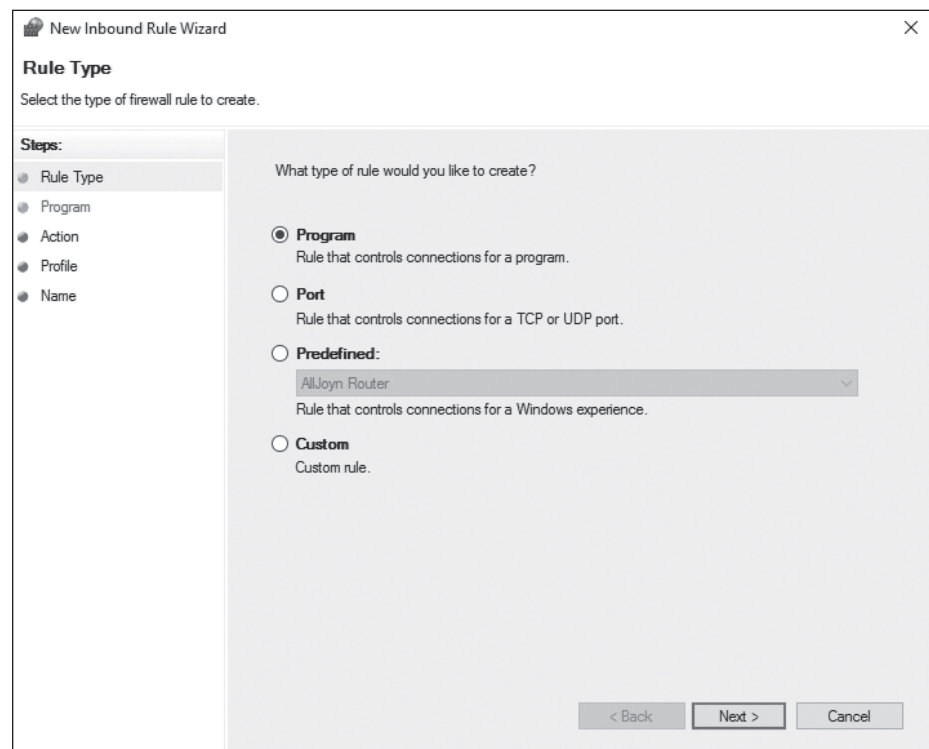 New Inbound Rule Wizard
Rule Type
Select the type of firewall rule to create.
Steps:
Rule Type
Program
Action
Profile
Name
What type of rule would you like to create?
Program
Rule that controls connections for a program.
Port
Rule that controls connections for a TCP or UDP port.
Predefined:
AllJoyn Router
Rule that controls connections for a Windows experience.
Custom
Custom rule.
< Back Next > Cancel